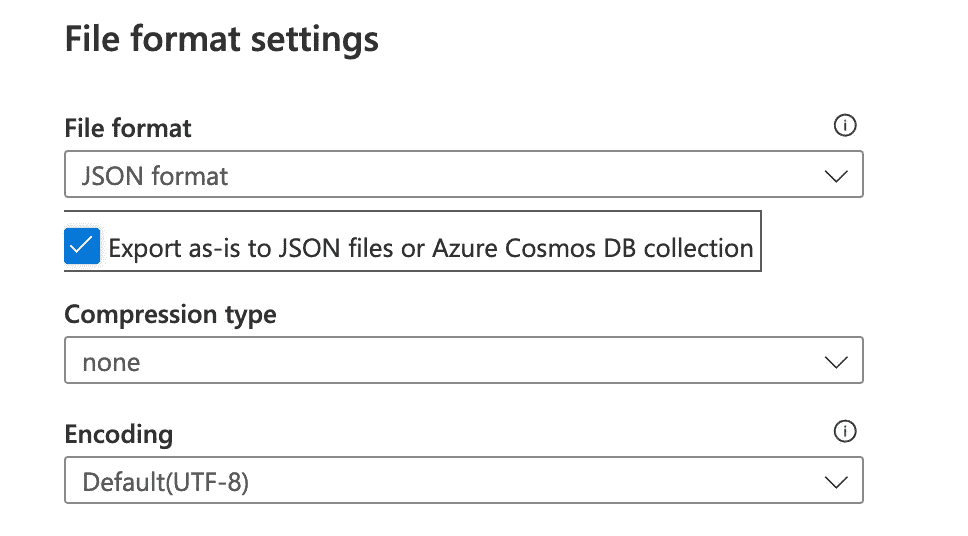 File format settings
File format
JSON format
Export as-is to JSON files or Azure Cosmos DB collection
Compression type
none
Encoding
Default(UTF-8)